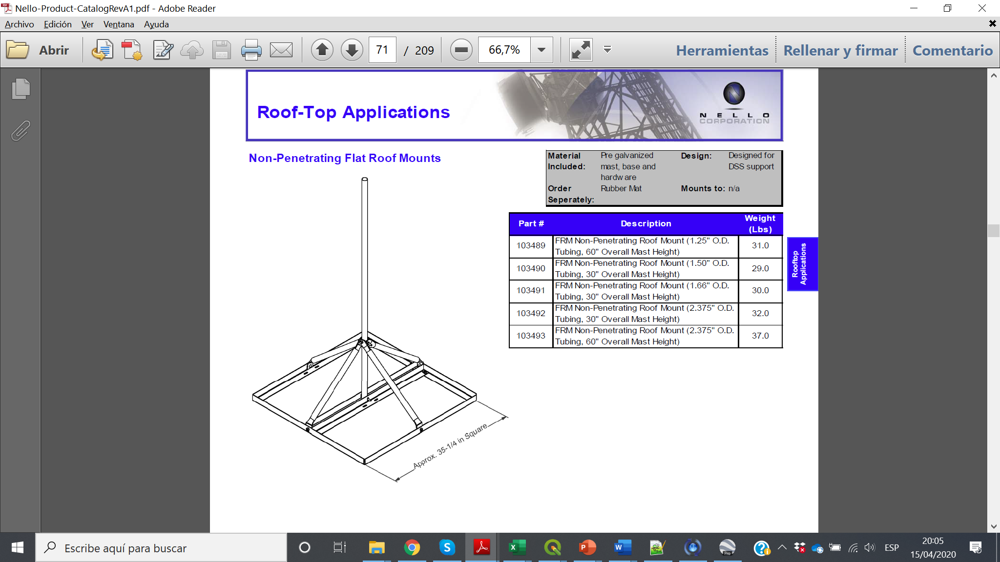 Nello-Product-CatalogRevA1.pdf - Adobe Reader
Archivo Edición Ver Ventana Ayuda
Abrir 71 / 209 66,7% Herramientas Rellenar y firmar Comentario
Roof-Top Applications
NELLO
CORPORATION
Non-Penetrating Flat Roof Mounts
Material Pre galvanized Design: Designed for
Included: mast, base and DSS support
hardware
Order Rubber Mat Mounts to: n/a
Seperately:
Part # Description Weight
(Lbs)
103489 FRM Non-Penetrating Roof Mount (1.25" O.D.
Tubing, 60" Overall Mast Height) 31.0
103490 FRM Non-Penetrating Roof Mount (1.50" O.D.
Tubing, 30" Overall Mast Height) 29.0
103491 FRM Non-Penetrating Roof Mount (1.66" O.D.
Tubing, 30" Overall Mast Height) 30.0
103492 FRM Non-Penetrating Roof Mount (2.375" O.D.
Tubing, 30" Overall Mast Height) 32.0
103493 FRM Non-Penetrating Roof Mount (2.375" O.D.
Tubing, 60" Overall Mast Height) 37.0
Rooftop
Applications
Approx. 35-1/4 in Square
Escribe aquí para buscar
Pro
ESP
20:05
15/04/2020